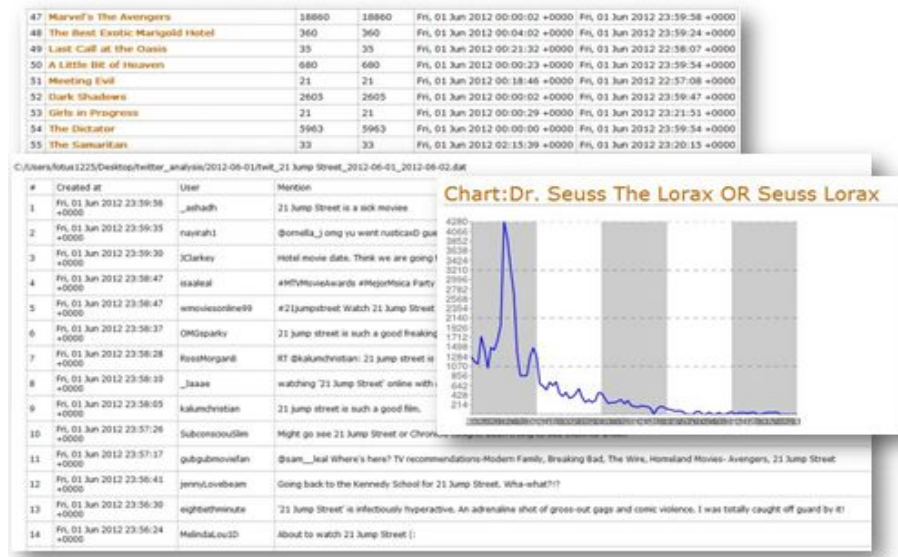 47 Marvel's The Avengers 18860 18860 Fri, 01 Jun 2012 00:00:02 +0000 Fri, 01 Jun 2012 23:59:58 +0000
48 The Best Exotic Marigold Hotel 360 360 Fri, 01 Jun 2012 00:04:02 +0000 Fri, 01 Jun 2012 23:59:24 +0000
49 Last Call at the Oasis 35 35 Fri, 01 Jun 2012 00:21:32 +0000 Fri, 01 Jun 2012 22:58:07 +0000
50 A Little Bit of Heaven 680 680 Fri, 01 Jun 2012 00:00:23 +0000 Fri, 01 Jun 2012 23:59:54 +0000
51 Meeting Evil 21 21 Fri, 01 Jun 2012 00:18:46 +0000 Fri, 01 Jun 2012 22:57:08 +0000
52 Dark Shadows 2605 2605 Fri, 01 Jun 2012 00:00:02 +0000 Fri, 01 Jun 2012 23:59:47 +0000
53 Girls in Progress 21 21 Fri, 01 Jun 2012 00:00:29 +0000 Fri, 01 Jun 2012 23:21:51 +0000
54 The Dictator 5963 5963 Fri, 01 Jun 2012 00:00:00 +0000 Fri, 01 Jun 2012 23:59:54 +0000
55 The Samaritan 33 33 Fri, 01 Jun 2012 02:15:39 +0000 Fri, 01 Jun 2012 23:20:15 +0000
C:/Users/lotus1225/Desktop/twitter_analysis/2012-06-01/twit_21 Jump Street_2012-06-01_2012-06-02.dat
# Created at User Mention
1 Fri, 01 Jun 2012 23:59:56 +0000 _ashadh 21 Jump Street is a sick moviee
2 Fri, 01 Jun 2012 23:59:35 +0000 nayirah1 @ornella_j omg yu went rusticaxD
3 Fri, 01 Jun 2012 23:59:30 +0000 JClarkey Hotel movie date. Think we are going
4 Fri, 01 Jun 2012 23:58:47 +0000 isaaleal #MTVMovieAwards #MejorMsica Party
5 Fri, 01 Jun 2012 23:58:47 +0000 wmoviesonline99 #21jumpstreet Watch 21 Jump Street
6 Fri, 01 Jun 2012 23:58:37 +0000 OMGsparky 21 jump street is such a good freaking
7 Fri, 01 Jun 2012 23:58:28 +0000 RossMorgan8 RT @kalumchristian: 21 jump street is
8 Fri, 01 Jun 2012 23:58:10 +0000 _Jaaae watching '21 Jump Street' online with
9 Fri, 01 Jun 2012 23:58:05 +0000 kalumchristian 21 jump street is such a good film.
10 Fri, 01 Jun 2012 23:57:26 +0000 SubconsciousSlim Might go see 21 Jump Street or
11 Fri, 01 Jun 2012 23:57:17 +0000 gubgubmoviefan @sam__leal Where's here? TV recommendations-Modern Family, Breaking Bad, The Wire, Homeland Movies- Avengers, 21 Jump Street
12 Fri, 01 Jun 2012 23:56:41 +0000 jennyLovebeam Going back to the Kennedy School for 21 Jump Street. Wha-what?!?
13 Fri, 01 Jun 2012 23:56:30 +0000 eighthethminute '21 Jump Street' is infectiously hyperactive. An adrenaline shot of gross-out gags and comic violence. I was totally caught off guard by it!
14 Fri, 01 Jun 2012 23:56:24 +0000 MelindaLou1D About to watch 21 Jump Street (:
Chart:Dr. Seuss The Lorax OR Seuss Lorax
4280
4066
3852
3638
3424
3210
2996
2782
2568
2354
2140
1926
1712
1498
1284
1070
856
642
428
214